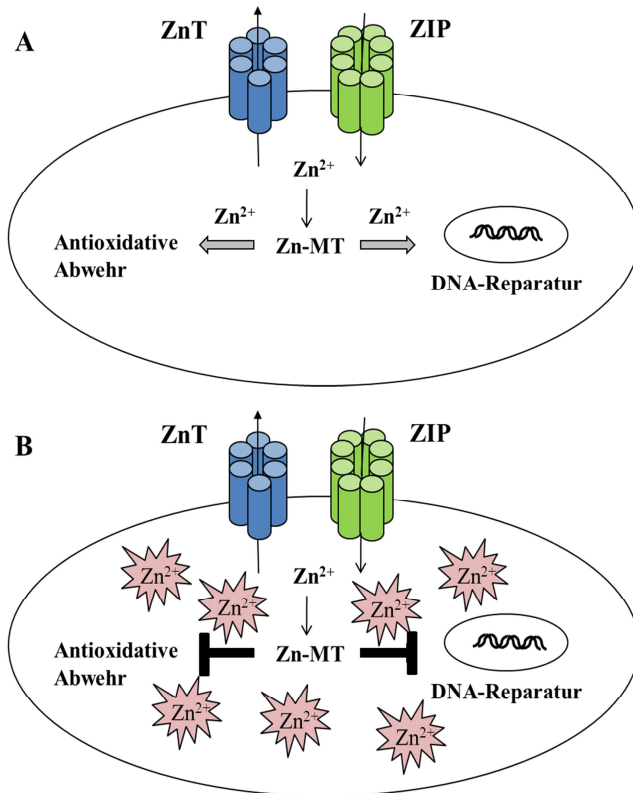 A
ZnT
ZIP
Zn²⁺
Zn²⁺
Zn²⁺
Antioxidative
Abwehr
Zn-MT
DNA-Reparatur
B
ZnT
ZIP
Zn²⁺
Zn²⁺
Zn²⁺
Zn²⁺
Zn²⁺
Antioxidative
Abwehr
Zn-MT
DNA-Reparatur
Zn²⁺
Zn²⁺
Zn²⁺